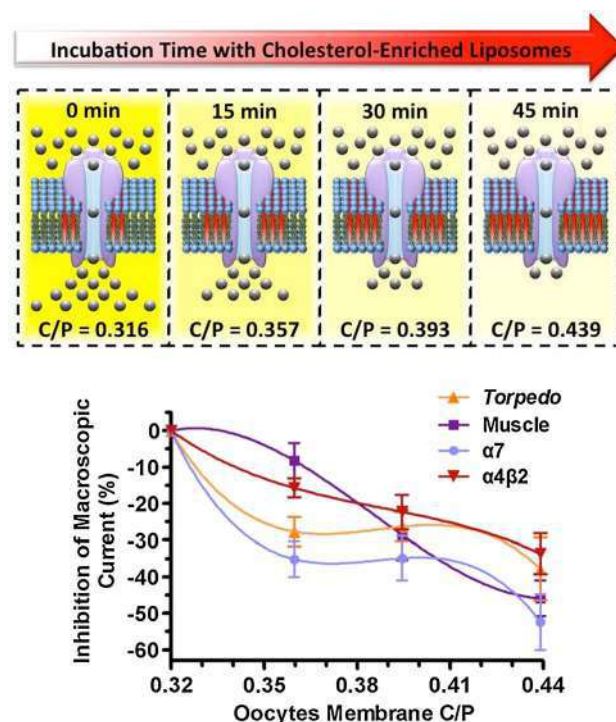 Incubation Time with Cholesterol-Enriched Liposomes
0 min 15 min 30 min 45 min
C/P = 0.316 C/P = 0.357 C/P = 0.393 C/P = 0.439
Torpedo
Muscle
α7
α4β2
Inhibition of Macroscopic
Current (%)
0
-10
-20
-30
-40
-50
-60
0.32 0.35 0.38 0.41 0.44
Oocytes Membrane C/P